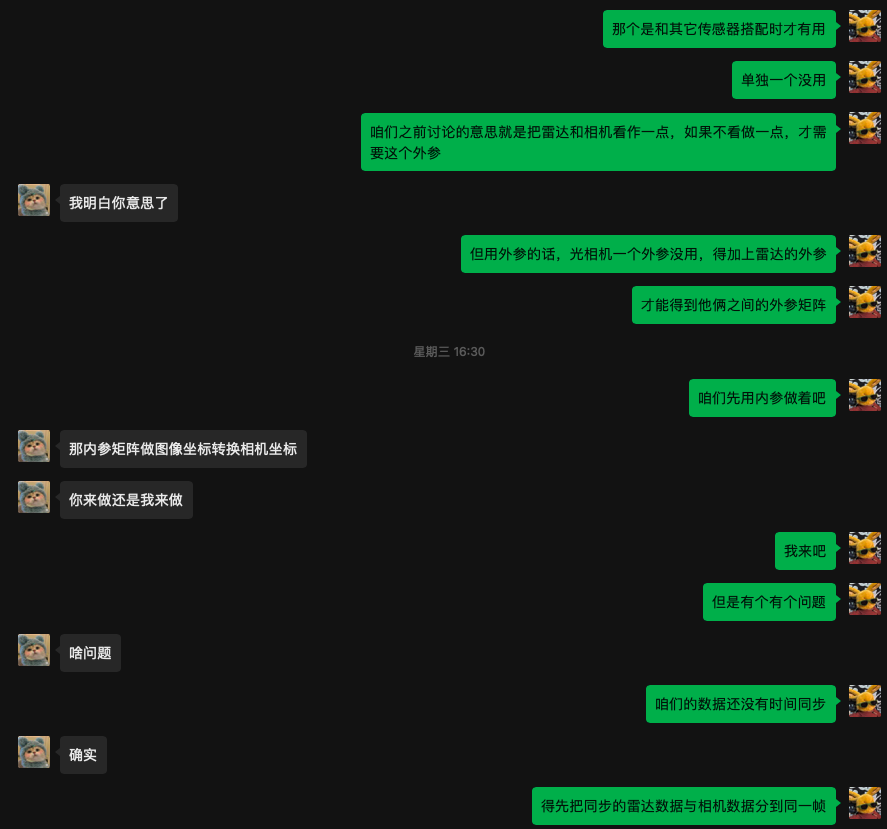 那个是和其它传感器搭配时才有用
单独一个没用
咱们之前讨论的意思就是把雷达和相机看作一点，如果不看做一点，才需
要这个外参
我明白你意思了
但用外参的话，光相机一个外参没用，得加上雷达的外参
才能得到他俩之间的外参矩阵
星期三 16:30
咱们先用内参做着吧
那内参矩阵做图像坐标转换相机坐标
你来做还是我来做
我来吧
但是有个有个问题
啥问题
咱们的数据还没有时间同步
确实
得先把同步的雷达数据与相机数据分到同一帧